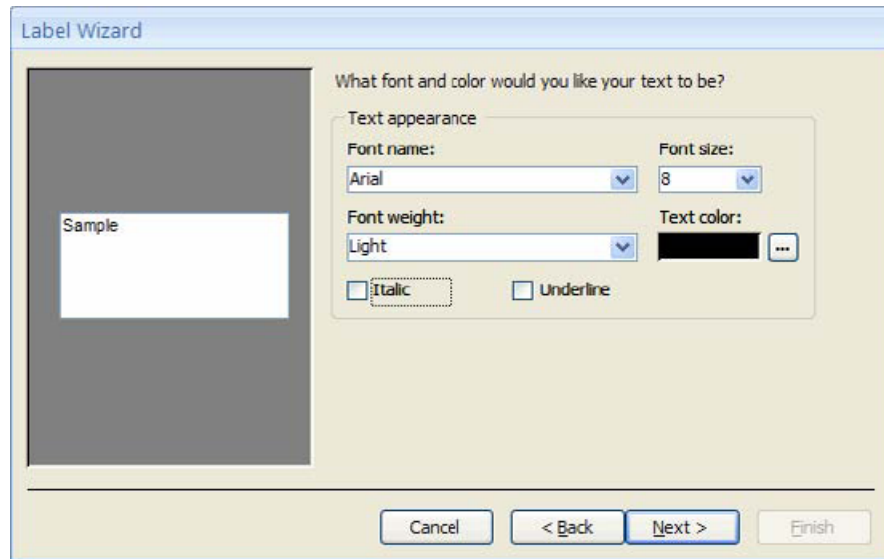 Label Wizard
What font and color would you like your text to be?
Text appearance
Font name: Font size:
Arial 8
Sample
Font weight: Text color:
Light ...
Italic Underline
Cancel < Back Next > Finish